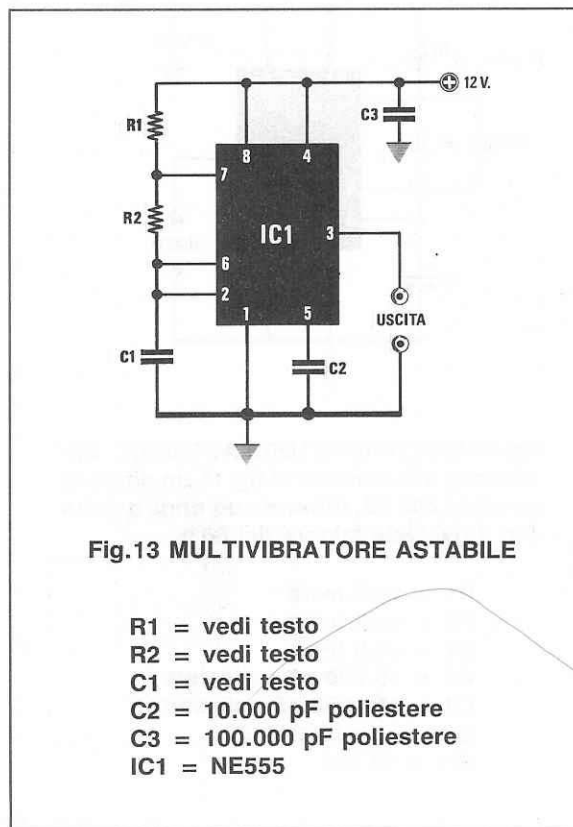 12 V.
R1
C3
8
4
7
R2
IC1
3
6
2
1
5
USCITA
C1
C2
Fig.13 MULTIVIBRATORE ASTABILE
R1 = vedi testo
R2 = vedi testo
C1 = vedi testo
C2 = 10.000 pF poliestere
C3 = 100.000 pF poliestere
IC1 = NE555